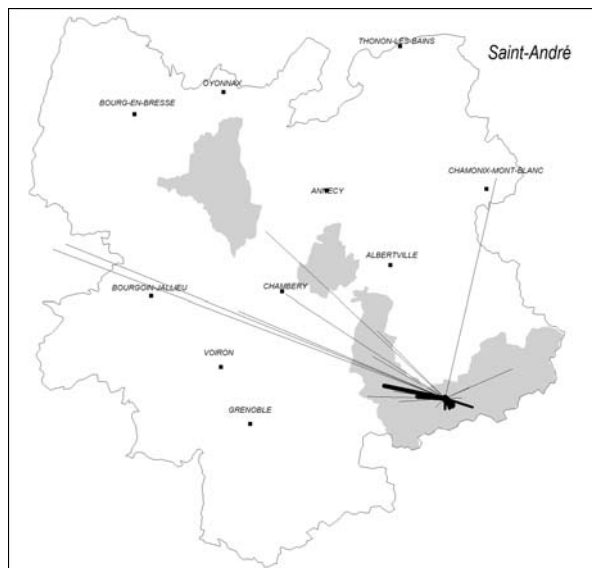 THONON-LES-BAINS
Saint-André
OYONNAX
BOURG-EN-BRESSE
CHAMONIX-MONT-BLANC
ANNECY
ALBERTVILLE
CHAMBERY
BOURGOIN-JALLIEU
VOIRON
GRENOBLE